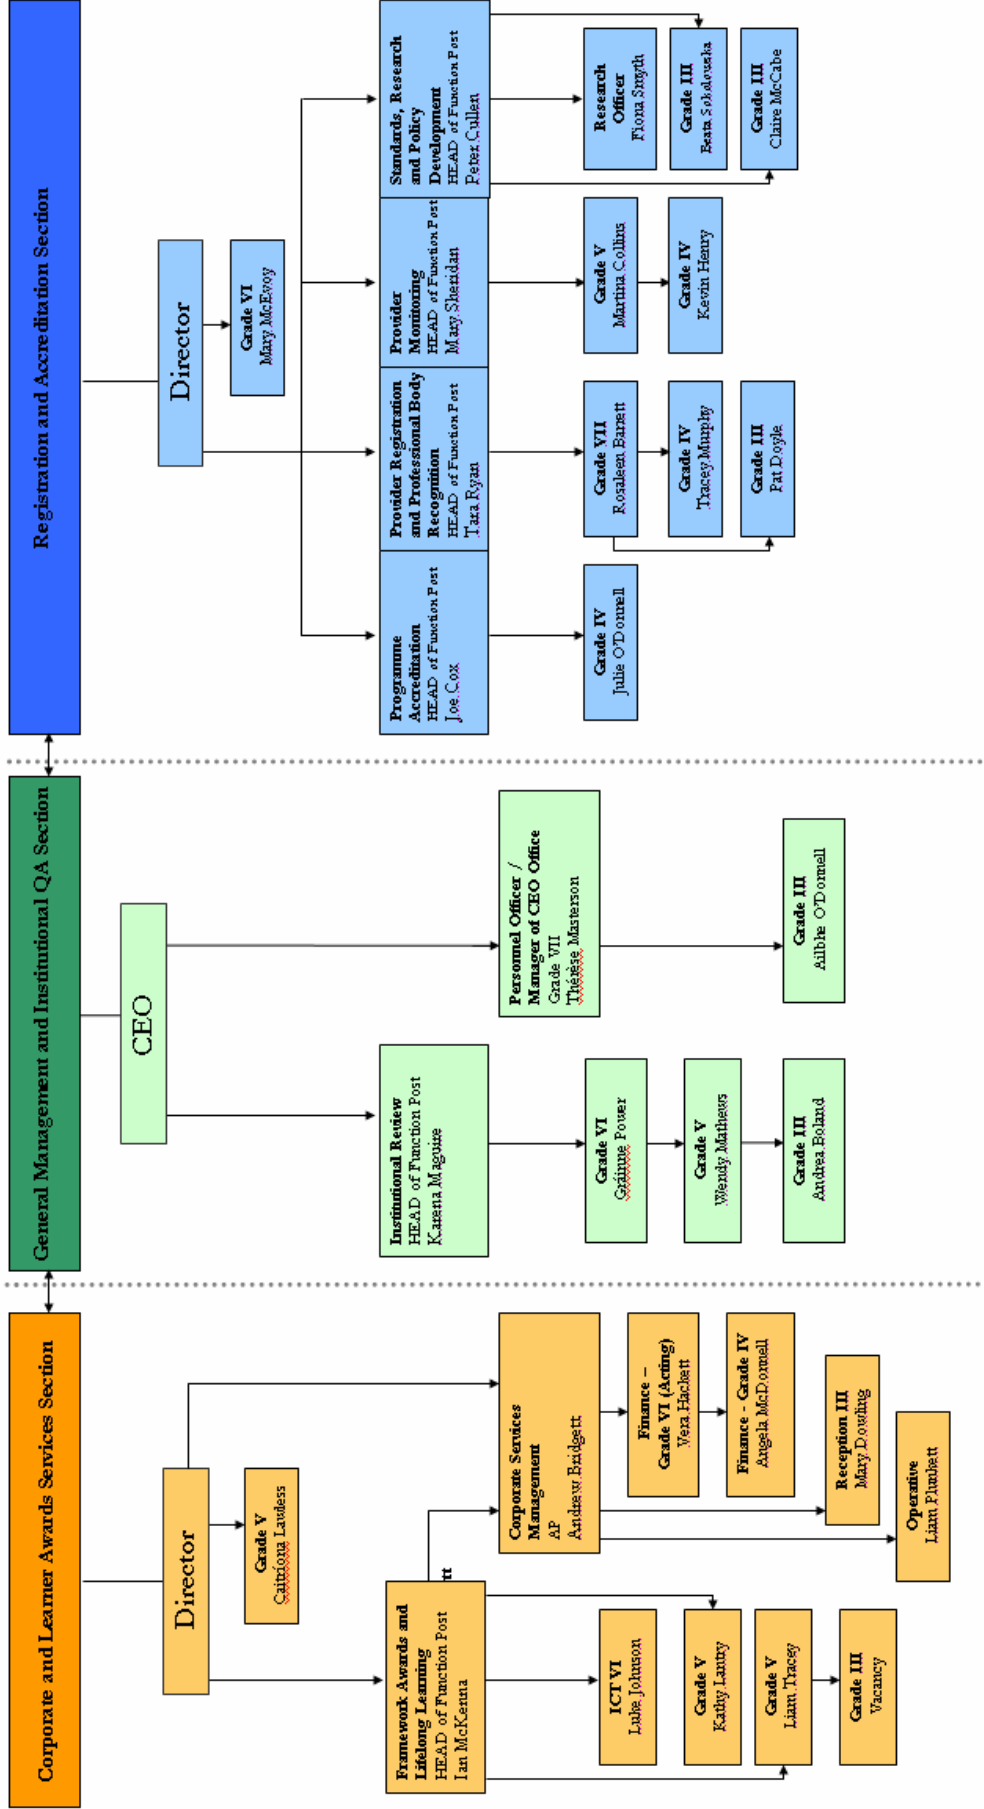 Corporate and Learner Awards Services Section
Director
Grade V
Caitríona Lawless
Framework Awards and
Lifelong Learning
HEAD of Function Post
Ian McKenna
tt
Corporate Services
Management
AP
Andrew Bridgett
ICT VI
Luke Johnson
Grade V
Kathy Lantry
Grade V
Liam Tracey
Grade III
Vacancy
Finance –
Grade VI (Acting)
Vera Hackett
Finance - Grade IV
Angela McDonnell
Reception III
Mary Dowling
Operative
Liam Plunkett
General Management and Institutional QA Section
CEO
Institutional Review
HEAD of Function Post
Karena Maguire
Personnel Officer /
Manager of CEO Office
Grade VII
Thérèse Masterson
Grade VI
Gráinne Power
Grade V
Wendy Mathews
Grade III
Andrea Boland
Grade III
Ailbhe O'Donnell
Registration and Accreditation Section
Director
Grade VI
Mary McEvoy
Programme
Accreditation
HEAD of Function Post
Joe Cox
Provider Registration
and Professional Body
Recognition
HEAD of Function Post
Tara Ryan
Provider
Monitoring
HEAD of Function Post
Mary Sheridan
Standards, Research
and Policy
Development
HEAD of Function Post
Peter Cullen
Grade IV
Julie O'Donnell
Grade VII
Rosaleen Barrett
Grade IV
Tracey Murphy
Grade III
Pat Doyle
Grade V
Martina Collins
Grade IV
Kevin Henry
Research
Officer
Fiona Smyth
Grade III
Beata Sokolowska
Grade III
Claire McCabe